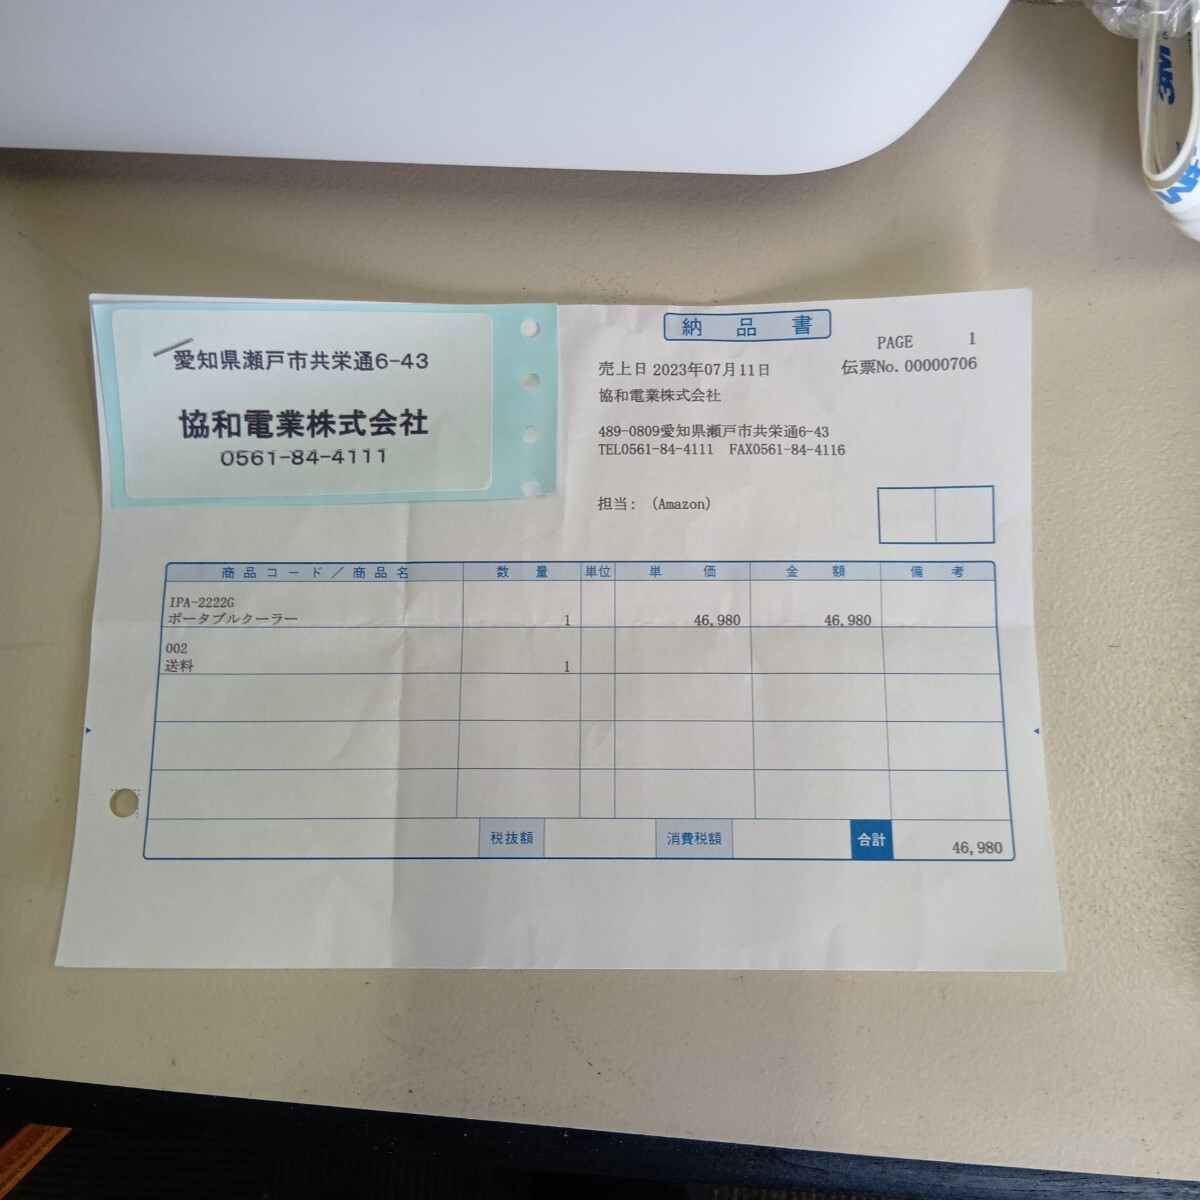 3M
愛知県瀬戸市共栄通6-43
協和電業株式会社
0561-84-4111
納品書
PAGE 1
売上日 2023年07月11日
伝票No. 00000706
協和電業株式会社
489-0809愛知県瀬戸市共栄通6-43
TEL0561-84-4111 FAX0561-84-4116
担当: (Amazon)
商品コード／商品名 数量 単位 単価 金額 備考
IPA-2222G
ポータブルクーラー 1 46,980 46,980
002
送料 1
税抜額 消費税額 合計 46,980